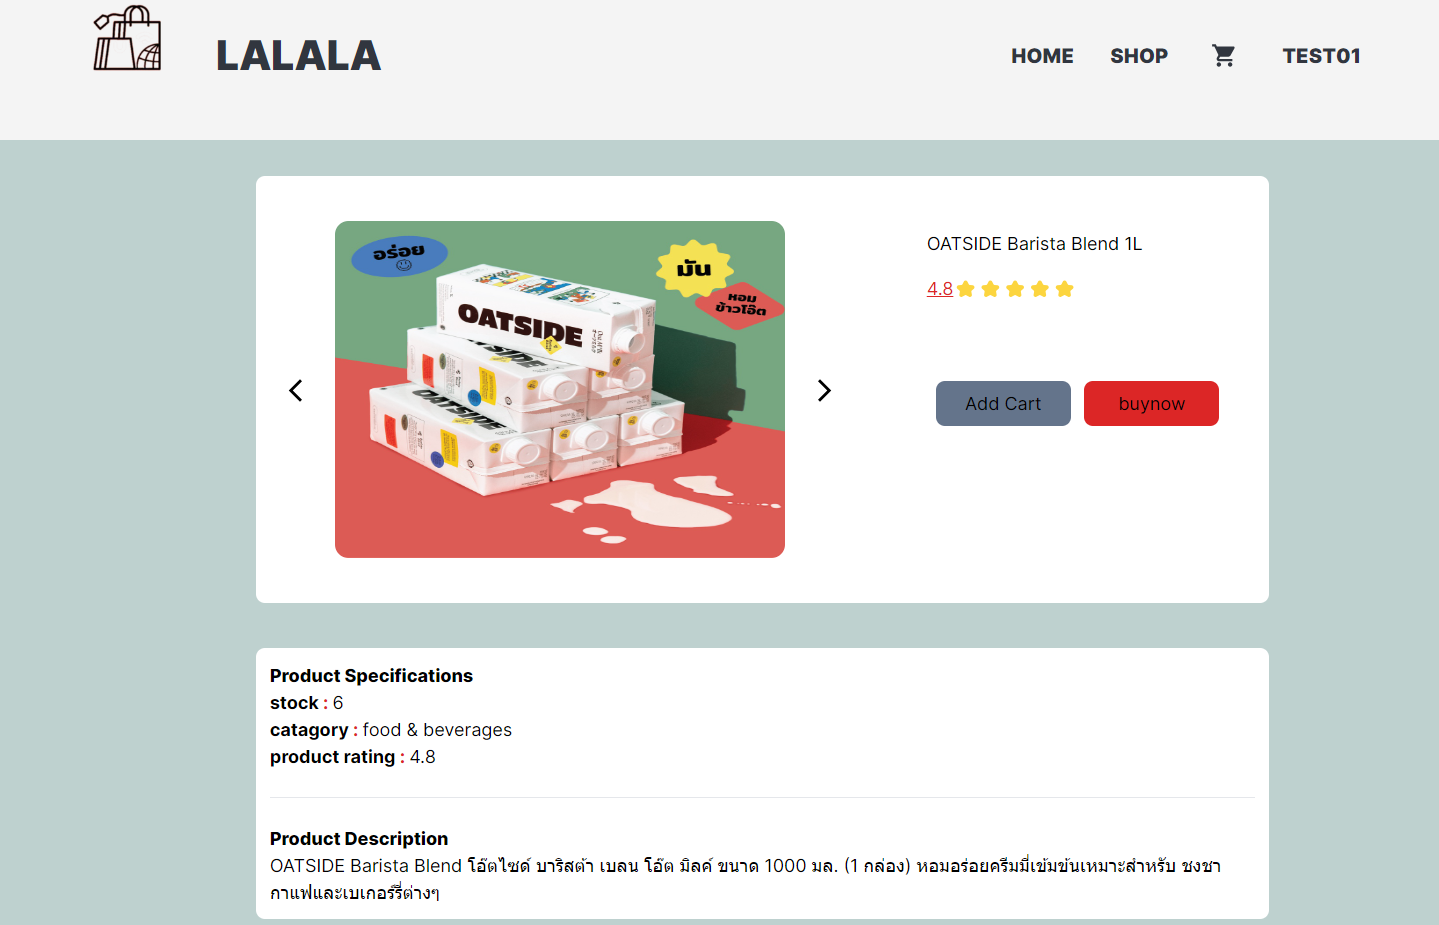 LALALA
HOME
SHOP
TEST01
อร่อย
มัน
หอม
ข้าวโอ๊ต
OATSIDE
OATSIDE
OATSIDE
OATSIDE Barista Blend 1L
4.8
Add Cart
buynow
Product Specifications
stock : 6
catagory : food & beverages
product rating : 4.8
Product Description
OATSIDE Barista Blend โอ๊ตไซด์ บาริสต้า เบลน โอ๊ต มิลค์ ขนาด 1000 มล. (1 กล่อง) หอมอร่อยครีมมี่เข้มข้นเหมาะสำหรับ ชงชา
กาแฟและเบเกอร์รี่ต่างๆ